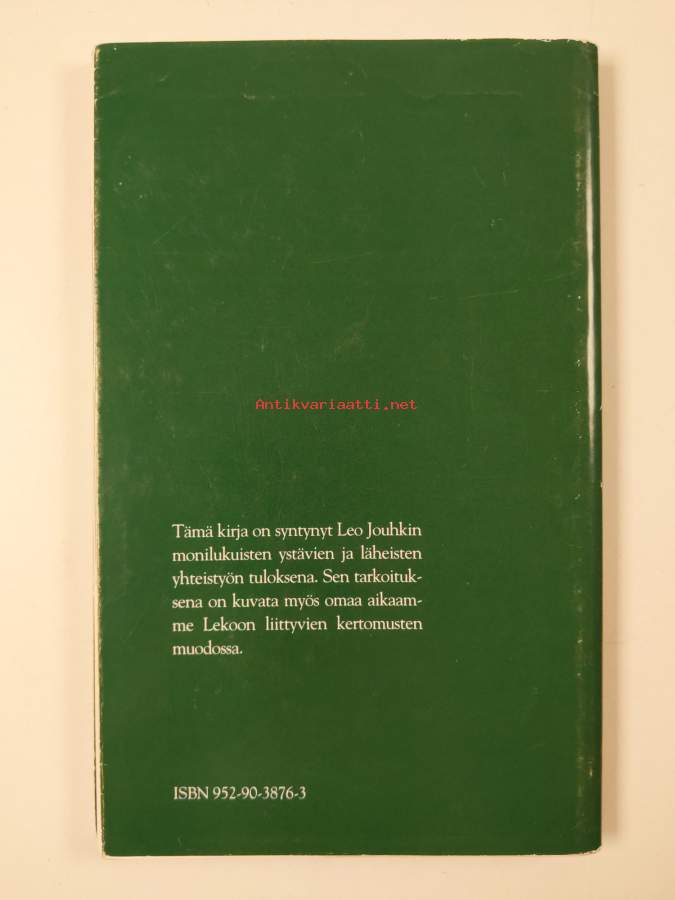 Antikvariaatti.net
Tämä kirja on syntynyt Leo Jouhkin
monilukuisten ystävien ja läheisten
yhteistyön tuloksena. Sen tarkoituk-
sena on kuvata myös omaa aikaam-
me Lekoon liittyvien kertomusten
muodossa.
ISBN 952-90-3876-3